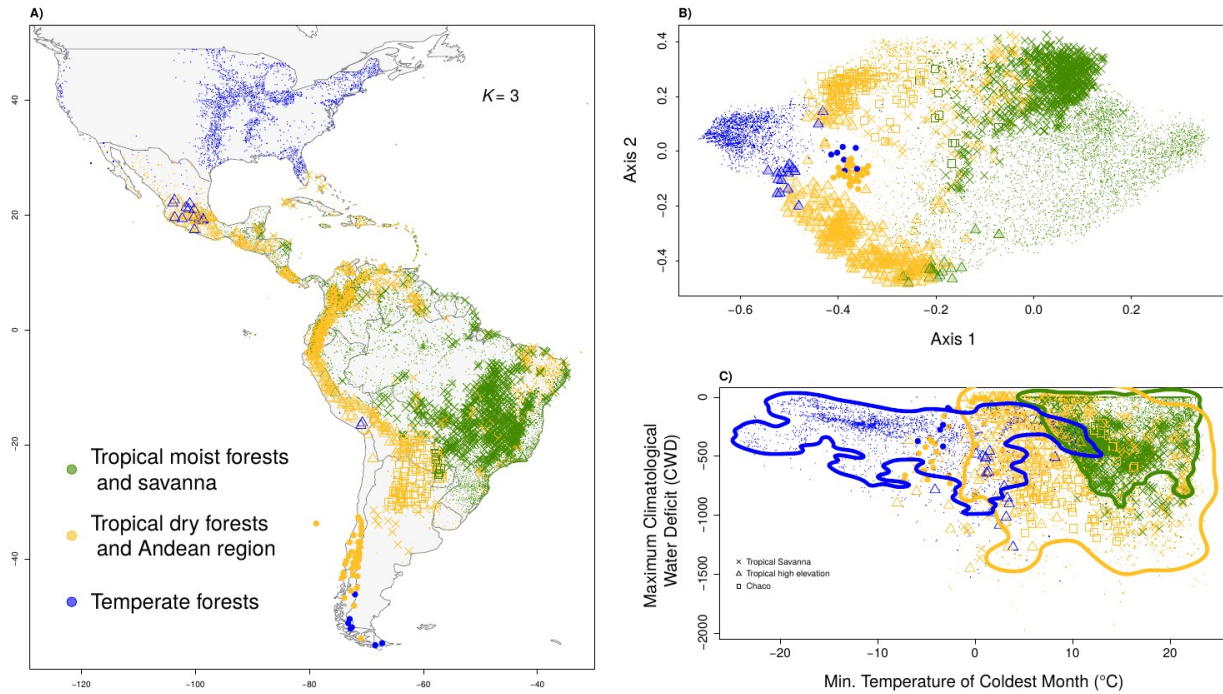 A)
K = 3
40
20
0
−20
−40
−120
−100
−80
−60
−40
Tropical moist forests
and savanna
Tropical dry forests
and Andean region
Temperate forests
B)
Axis 2
0.4
0.2
0.0
−0.2
−0.4
−0.6
−0.4
−0.2
0.0
0.2
Axis 1
C)
Maximum Climatological
Water Deficit (CWD)
0
−500
−1000
−1500
−2000
Tropical Savanna
Tropical high elevation
Chaco
−20
−10
0
10
20
Min. Temperature of Coldest Month (°C)